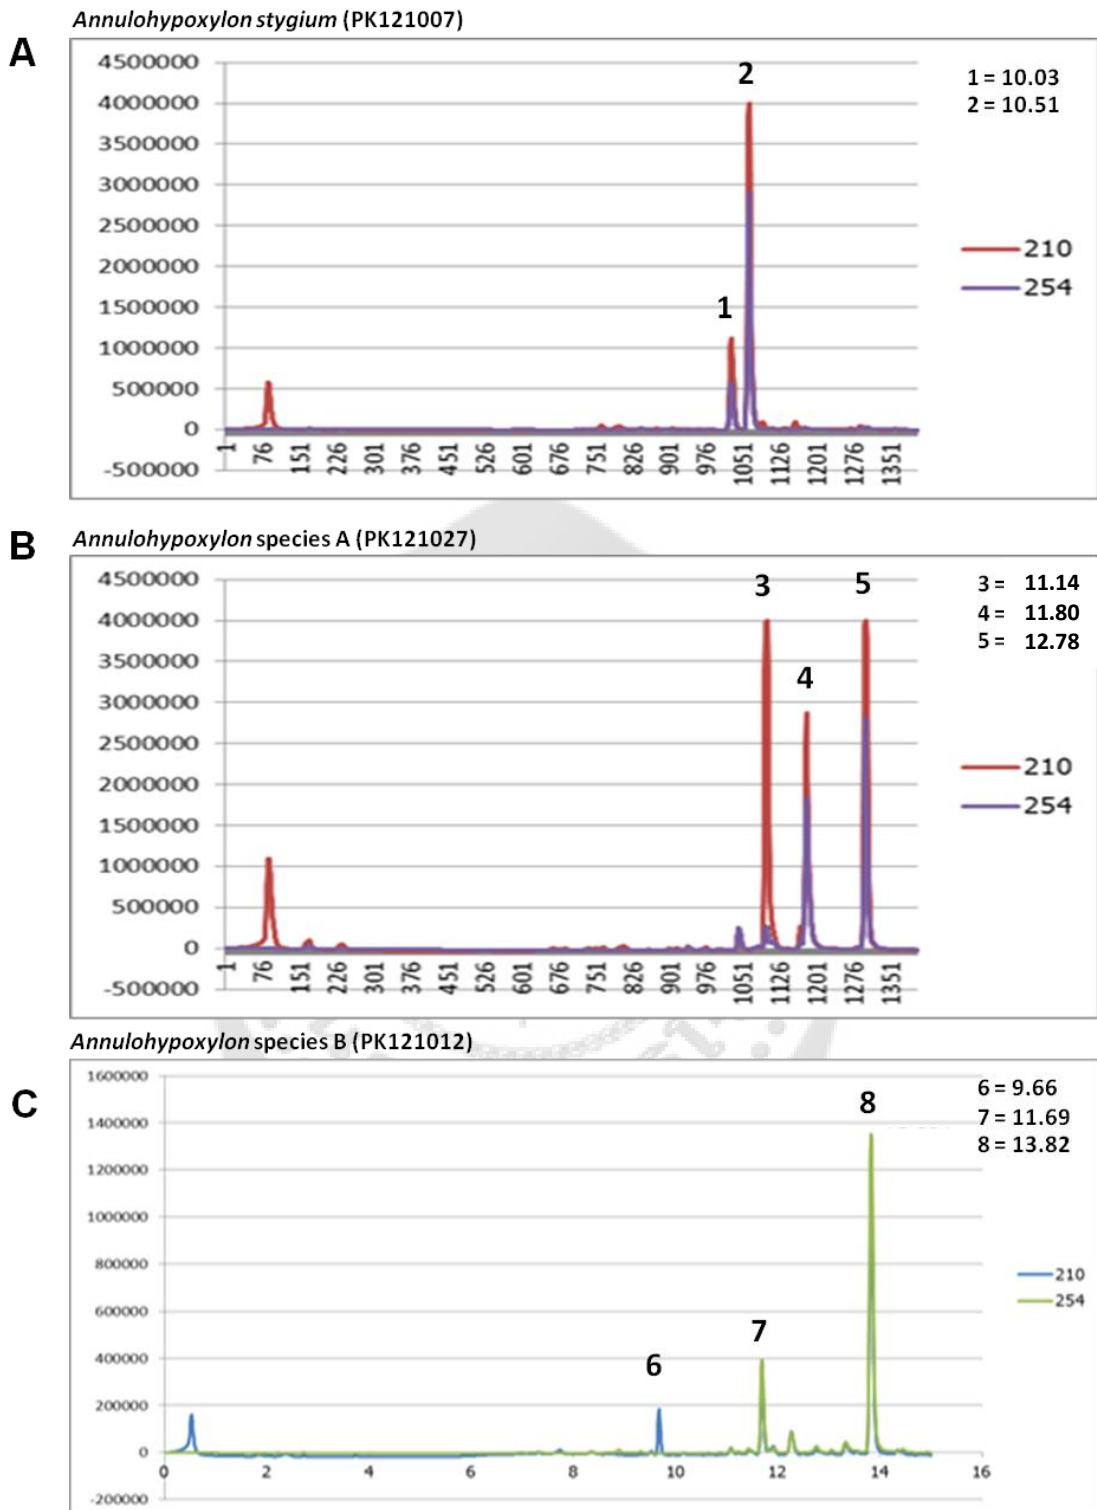 Annulohypoxylon stygium (PK121007)
A
4500000
4000000
3500000
3000000
2500000
2000000
1500000
1000000
500000
0
-500000
1 76 151 226 301 376 451 526 601 676 751 826 901 976 1051 1126 1201 1276 1351
1
2
1 = 10.03
2 = 10.51
210
254
Annulohypoxylon species A (PK121027)
B
4500000
4000000
3500000
3000000
2500000
2000000
1500000
1000000
500000
0
-500000
1 76 151 226 301 376 451 526 601 676 751 826 901 976 1051 1126 1201 1276 1351
3
4
5
3 = 11.14
4 = 11.80
5 = 12.78
210
254
Annulohypoxylon species B (PK121012)
C
1600000
1400000
1200000
1000000
800000
600000
400000
200000
0
-200000
0 2 4 6 8 10 12 14 16
6
7
8
6 = 9.66
7 = 11.69
8 = 13.82
210
254